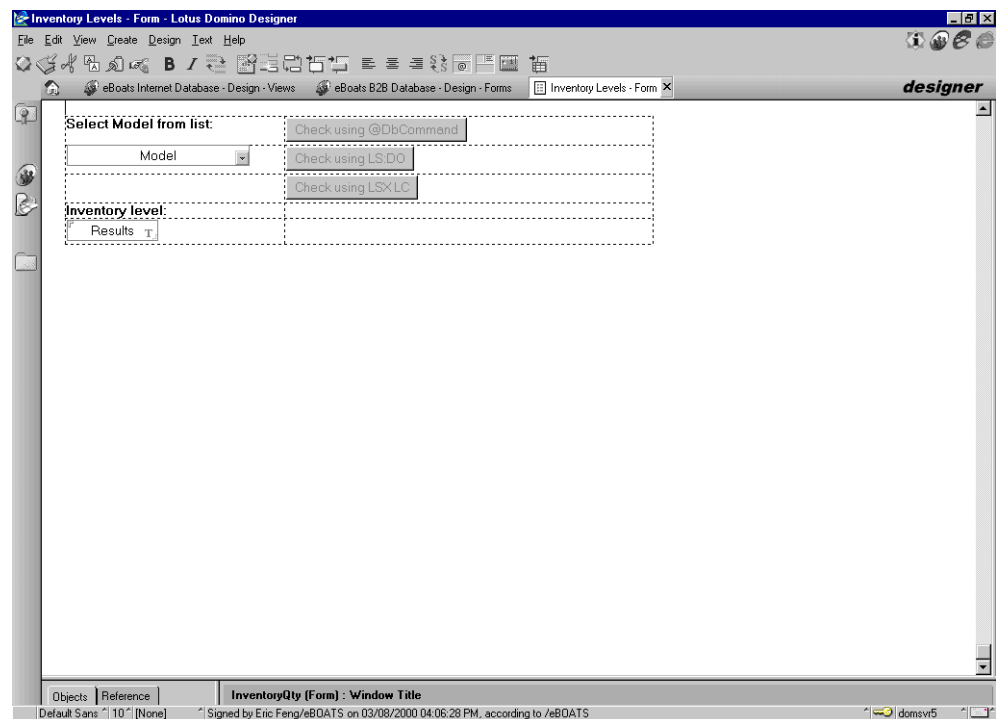 Inventory Levels - Form - Lotus Domino Designer
File Edit View Create Design Text Help
B I
eBoats Internet Database - Design - Views eBoats B2B Database - Design - Forms Inventory Levels - Form designer
Select Model from list: Check using @DbCommand
Model Check using LS:DO
Check using LSX LC
Inventory level:
Results T
Objects Reference InventoryQty (Form) : Window Title
Default Sans 10 [None] Signed by Eric Feng/eBOATS on 03/08/2000 04:06:28 PM, according to /eBOATS domsvr5